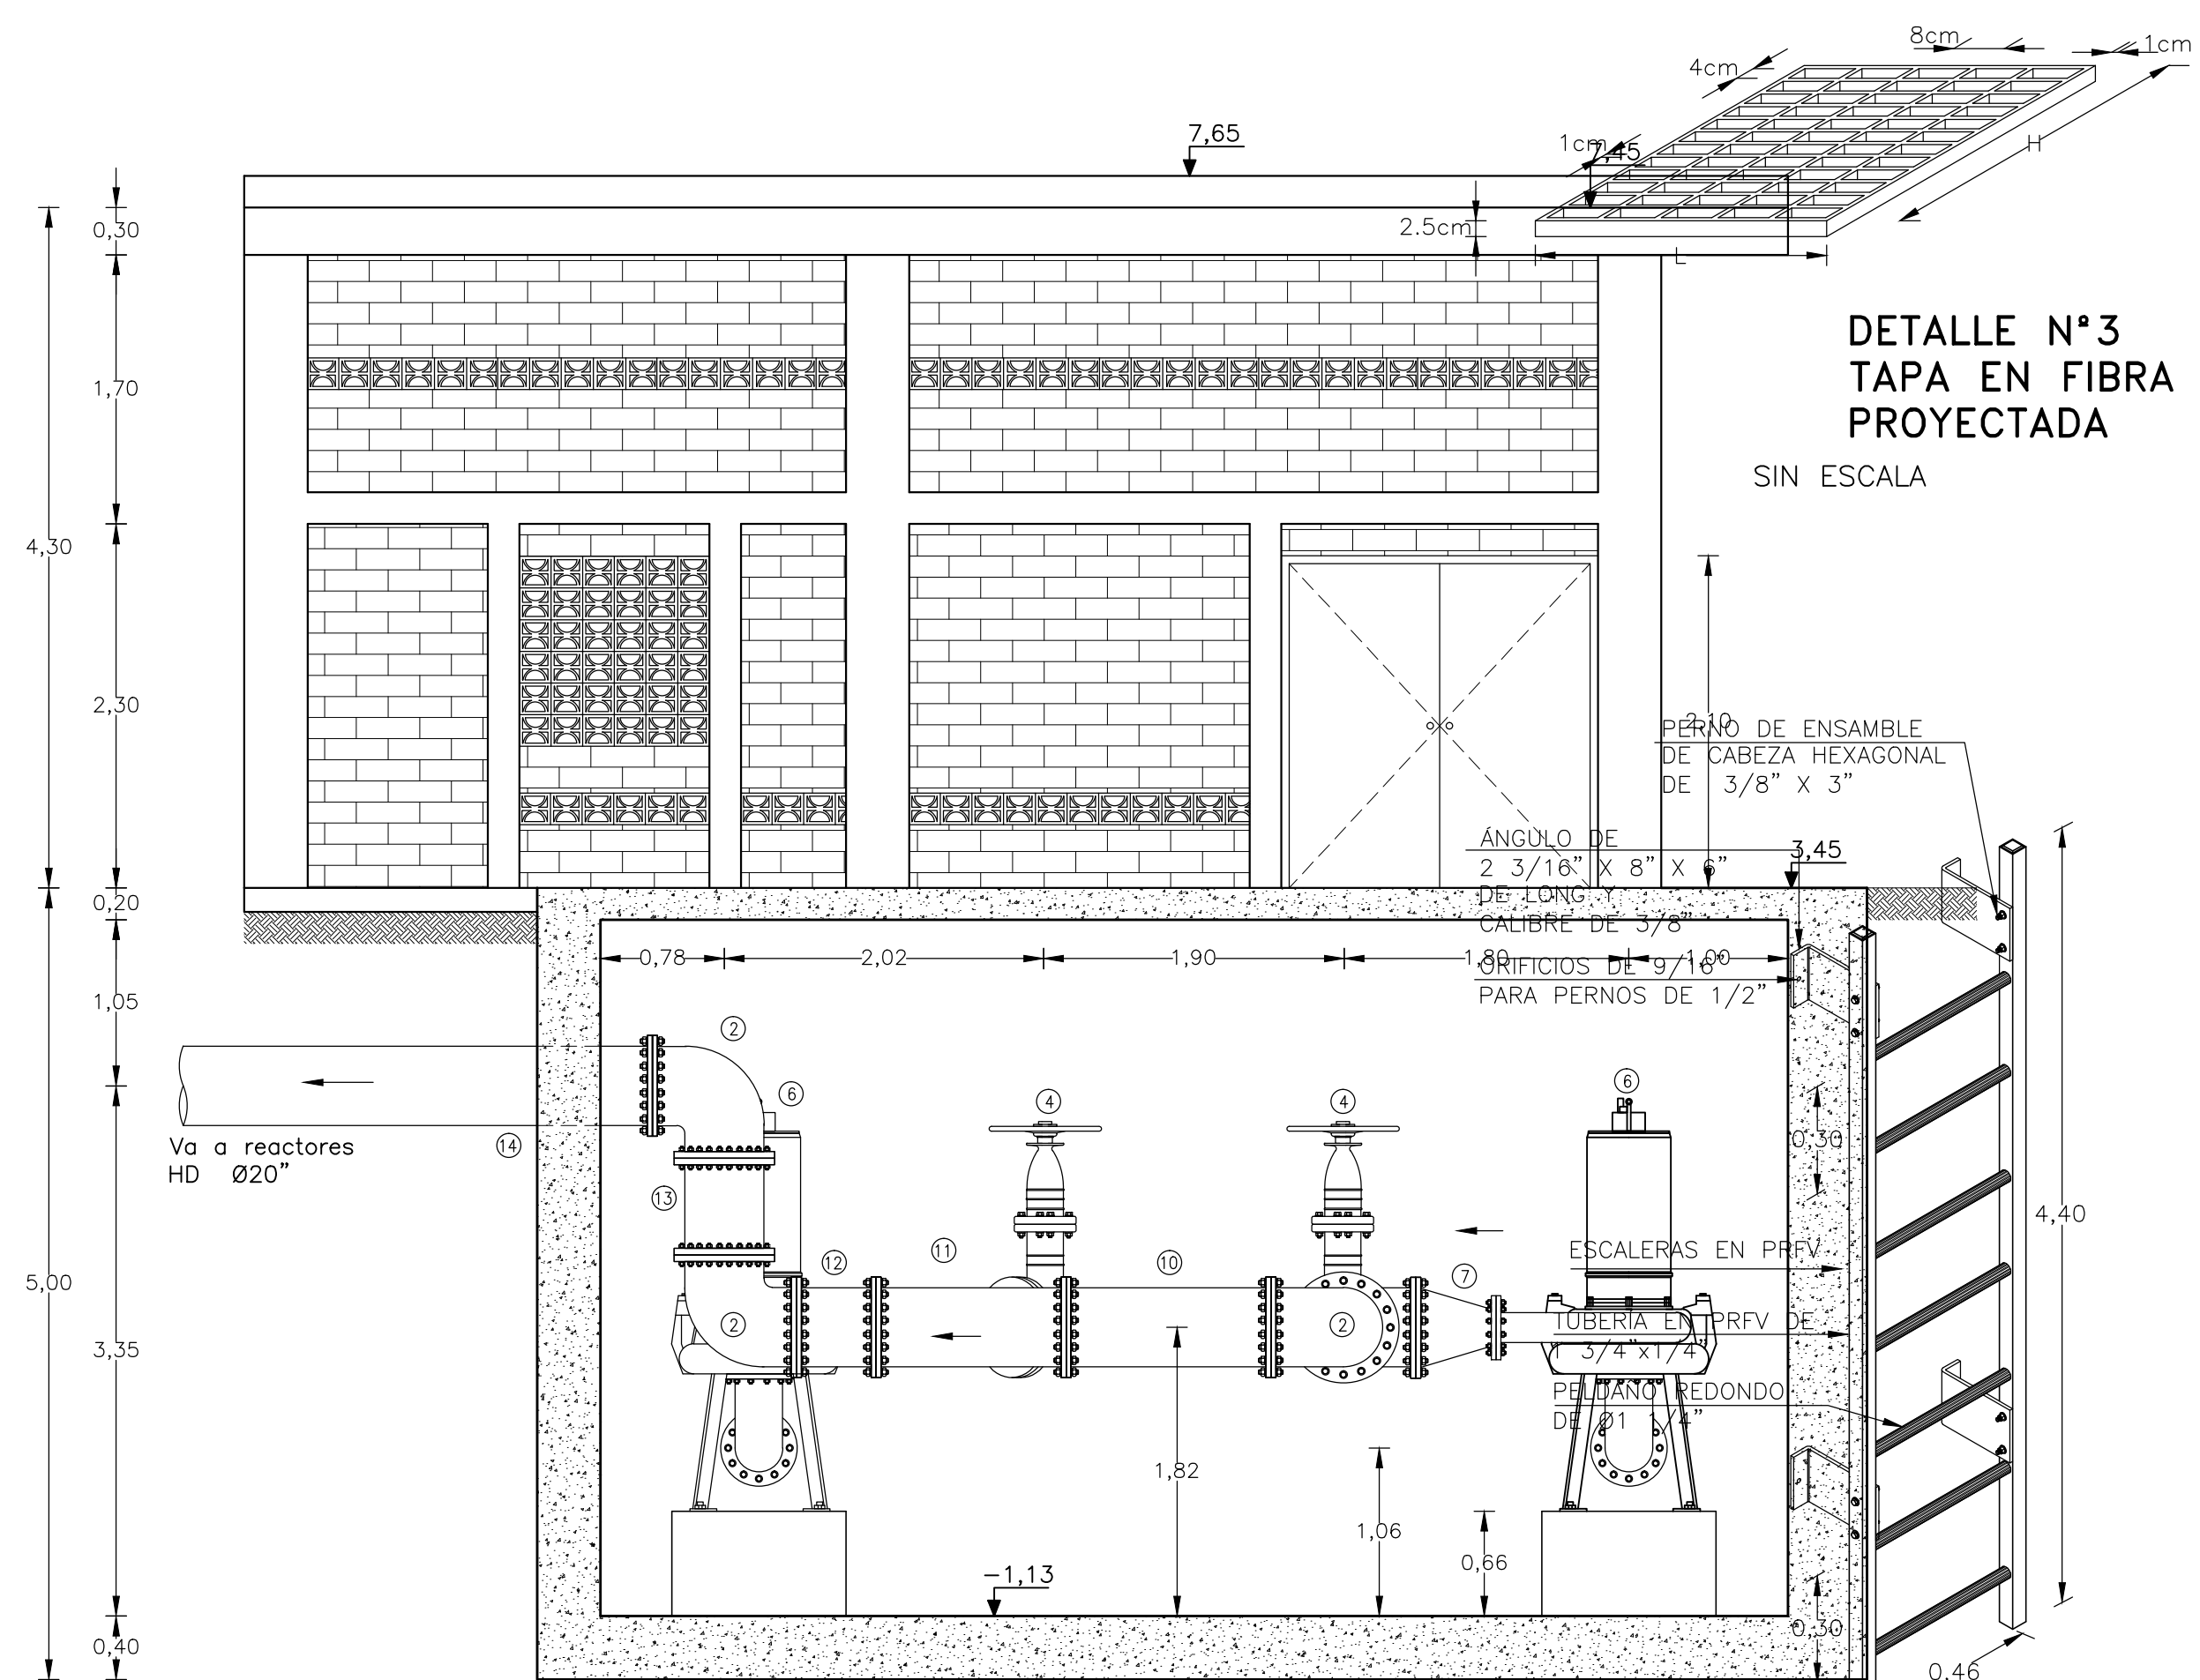 8cm
1cm
4cm
7,65
1cm
7,45
H
2.5cm
L
0,30
DETALLE Nº3
TAPA EN FIBRA
PROYECTADA
SIN ESCALA
1,70
4,30
2,30
2,10
PERNO DE ENSAMBLE
DE CABEZA HEXAGONAL
DE 3/8" X 3"
ÁNGULO DE
2 3/16" X 8" X 6"
DE LONG Y
CALIBRE DE 3/8"
3,45
0,20
0,78
2,02
1,90
1,80
1,00
ORIFICIOS DE 9/16"
PARA PERNOS DE 1/2"
1,05
2
6
4
4
6
Va a reactores
HD Ø20"
14
0,30
13
12
11
10
7
4,40
ESCALERAS EN PRFV
5,00
2
2
TUBERÍA EN PRFV DE
1 3/4"x1/4"
3,35
PELDAÑO REDONDO
DE Ø1 1/4"
1,82
1,06
0,66
-1,13
0,40
0,30
0,46